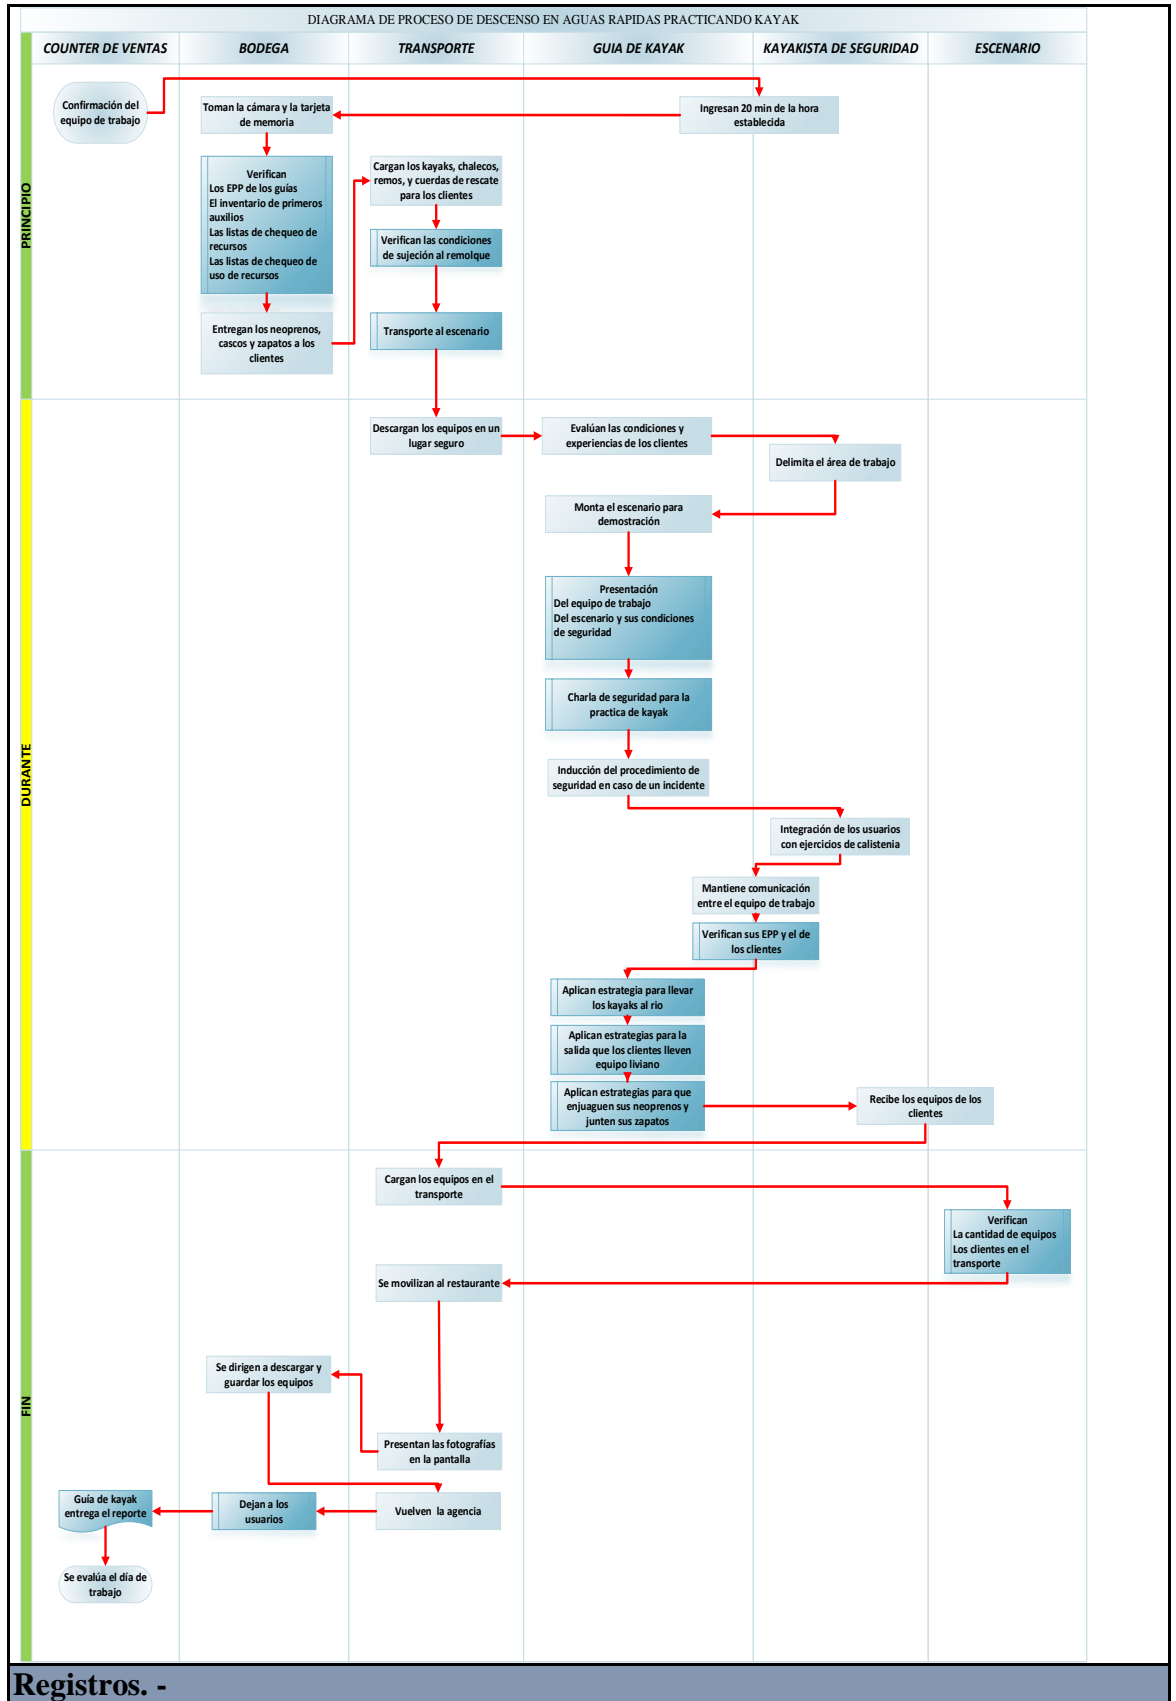 DIAGRAMA DE PROCESO DE DESCENSO EN AGUAS RAPIDAS PRACTICANDO KAYAK
COUNTER DE VENTAS
BODEGA
TRANSPORTE
GUIA DE KAYAK
KAYAKISTA DE SEGURIDAD
ESCENARIO
PRINCIPIO
Confirmación del
equipo de trabajo
Ingresan 20 min de la hora
establecida
Toman la cámara y la tarjeta
de memoria
Verifican
Los EPP de los guías
El inventario de primeros
auxilios
Las listas de chequeo de
recursos
Las listas de chequeo de
uso de recursos
Entregan los neoprenos,
cascos y zapatos a los
clientes
Cargan los kayaks, chalecos,
remos, y cuerdas de rescate
para los clientes
Verifican las condiciones
de sujeción al remolque
Transporte al escenario
DURANTE
Descargan los equipos en un
lugar seguro
Evalúan las condiciones y
experiencias de los clientes
Delimita el área de trabajo
Monta el escenario para
demostración
Presentación
Del equipo de trabajo
Del escenario y sus condiciones
de seguridad
Charla de seguridad para la
practica de kayak
Inducción del procedimiento de
seguridad en caso de un incidente
Integración de los usuarios
con ejercicios de calistenia
Mantiene comunicación
entre el equipo de trabajo
Verifican sus EPP y el de
los clientes
Aplican estrategia para llevar
los kayaks al rio
Aplican estrategias para la
salida que los clientes lleven
equipo liviano
Aplican estrategias para que
enjuaguen sus neoprenos y
junten sus zapatos
Recibe los equipos de los
clientes
FIN
Cargan los equipos en el
transporte
Verifican
La cantidad de equipos
Los clientes en el
transporte
Se movilizan al restaurante
Se dirigen a descargar y
guardar los equipos
Presentan las fotografías
en la pantalla
Vuelven la agencia
Dejan a los
usuarios
Guía de kayak
entrega el reporte
Se evalúa el día de
trabajo
Registros. -